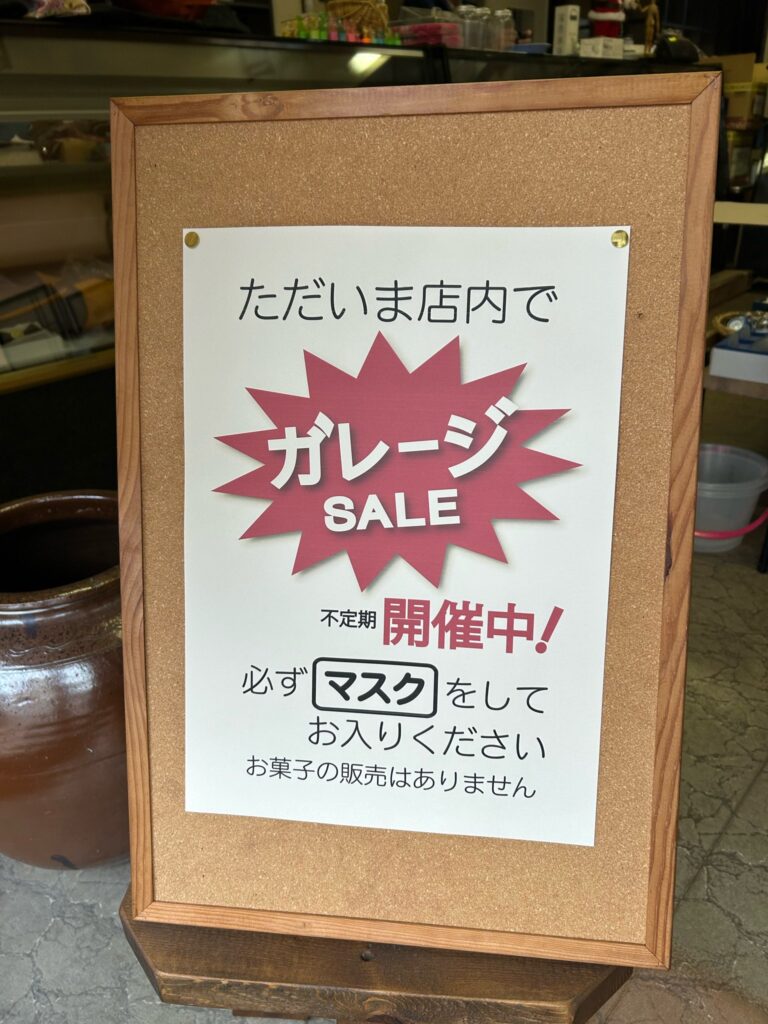 ただいま店内で
ガレージ
SALE
不定期 開催中!
必ず マスク をして
お入りください
お菓子の販売はありません